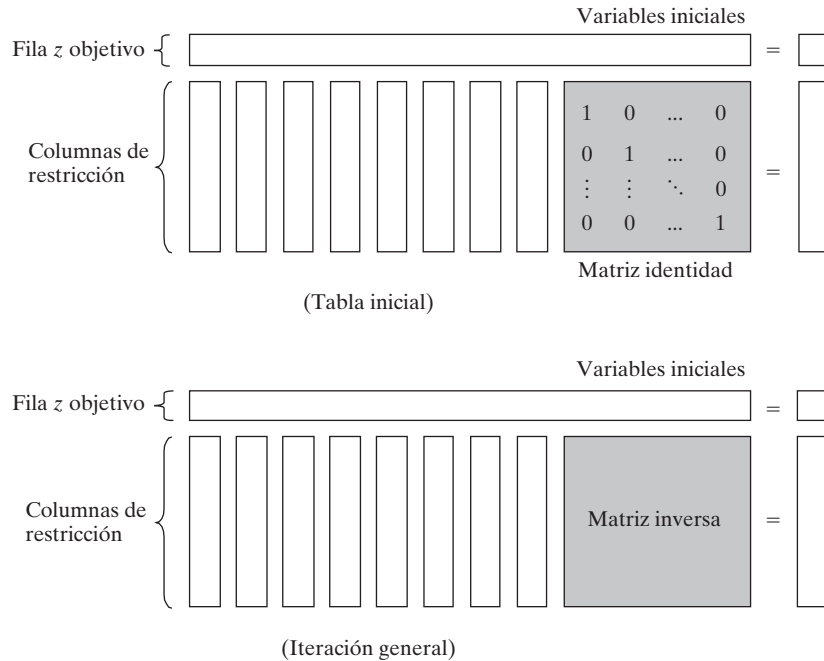 Variables iniciales
Fila z objetivo
=
Columnas de
restricción
1 0 ... 0
0 1 ... 0
⋮ ⋮ ⋱ 0
0 0 ... 1
=
Matriz identidad
(Tabla inicial)
Variables iniciales
Fila z objetivo
=
Columnas de
restricción
Matriz inversa
=
(Iteración general)